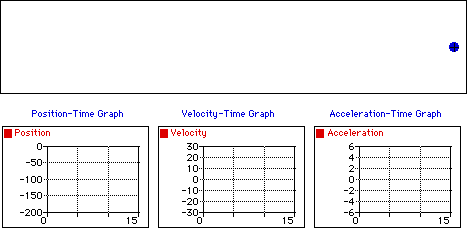 Position-Time Graph Velocity-Time Graph Acceleration-Time Graph
Position Velocity Acceleration
0 30 6
-50 20 4
10 2
-100 0 0
-10 -2
-150 -20 -4
-200 -30 -6
0 15 0 15 0 15